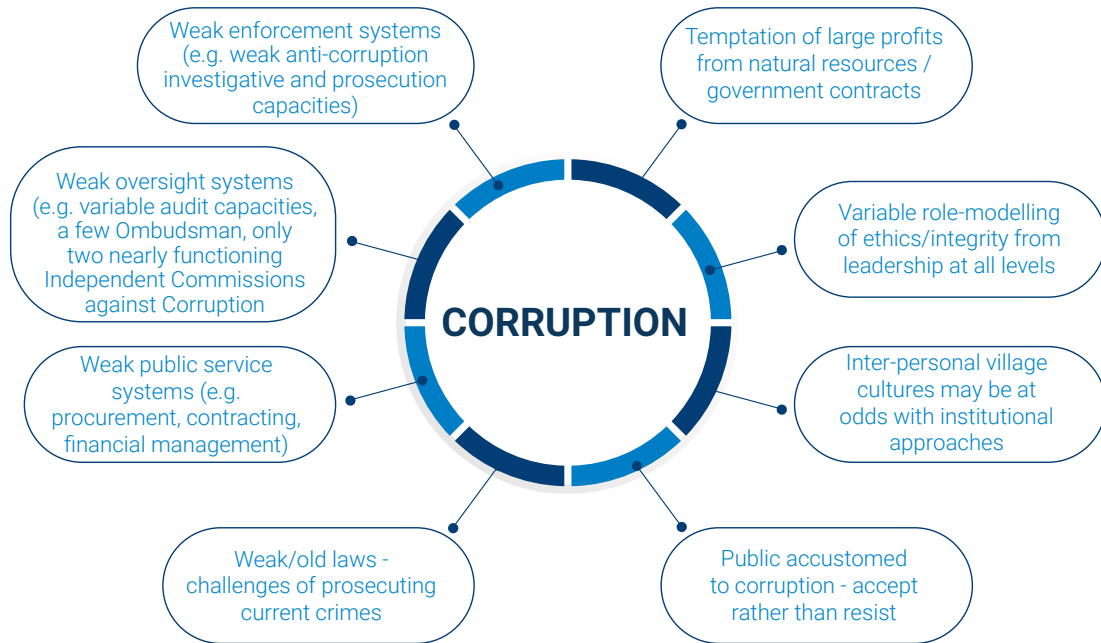 Weak enforcement systems
(e.g. weak anti-corruption
investigative and prosecution
capacities)
Temptation of large profits
from natural resources /
government contracts
Weak oversight systems
(e.g. variable audit capacities,
a few Ombudsman, only
two nearly functioning
Independent Commissions
against Corruption
Variable role-modelling
of ethics/integrity from
leadership at all levels
CORRUPTION
Weak public service
systems (e.g.
procurement, contracting,
financial management)
Inter-personal village
cultures may be at
odds with institutional
approaches
Weak/old laws -
challenges of prosecuting
current crimes
Public accustomed
to corruption - accept
rather than resist